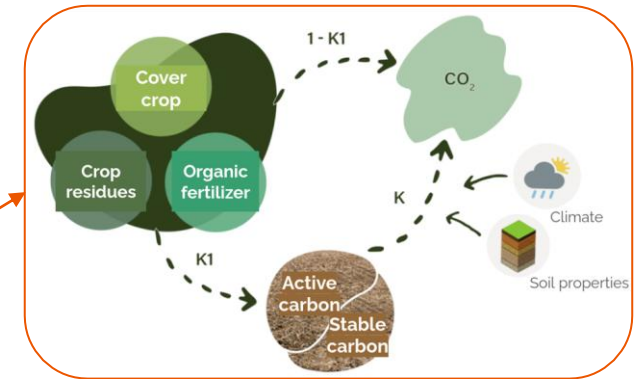 1 - K1
Cover
crop
CO2
Crop
residues
Organic
fertilizer
K
Climate
Soil properties
K1
Active
carbon
Stable
carbon